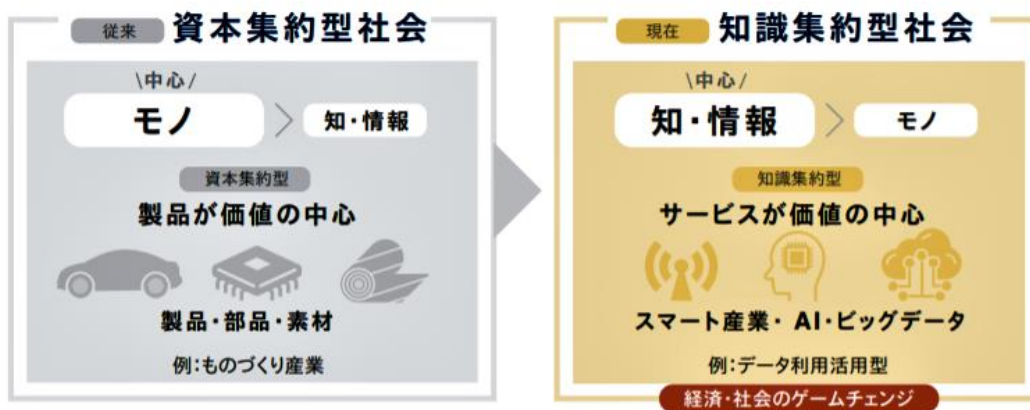 従来 資本集約型社会
\中心/
モノ > 知・情報
資本集約型
製品が価値の中心
製品・部品・素材
例:ものづくり産業
現在 知識集約型社会
\中心/
知・情報 > モノ
知識集約型
サービスが価値の中心
スマート産業・ AI・ビッグデータ
例:データ利用活用型
経済・社会のゲームチェンジ